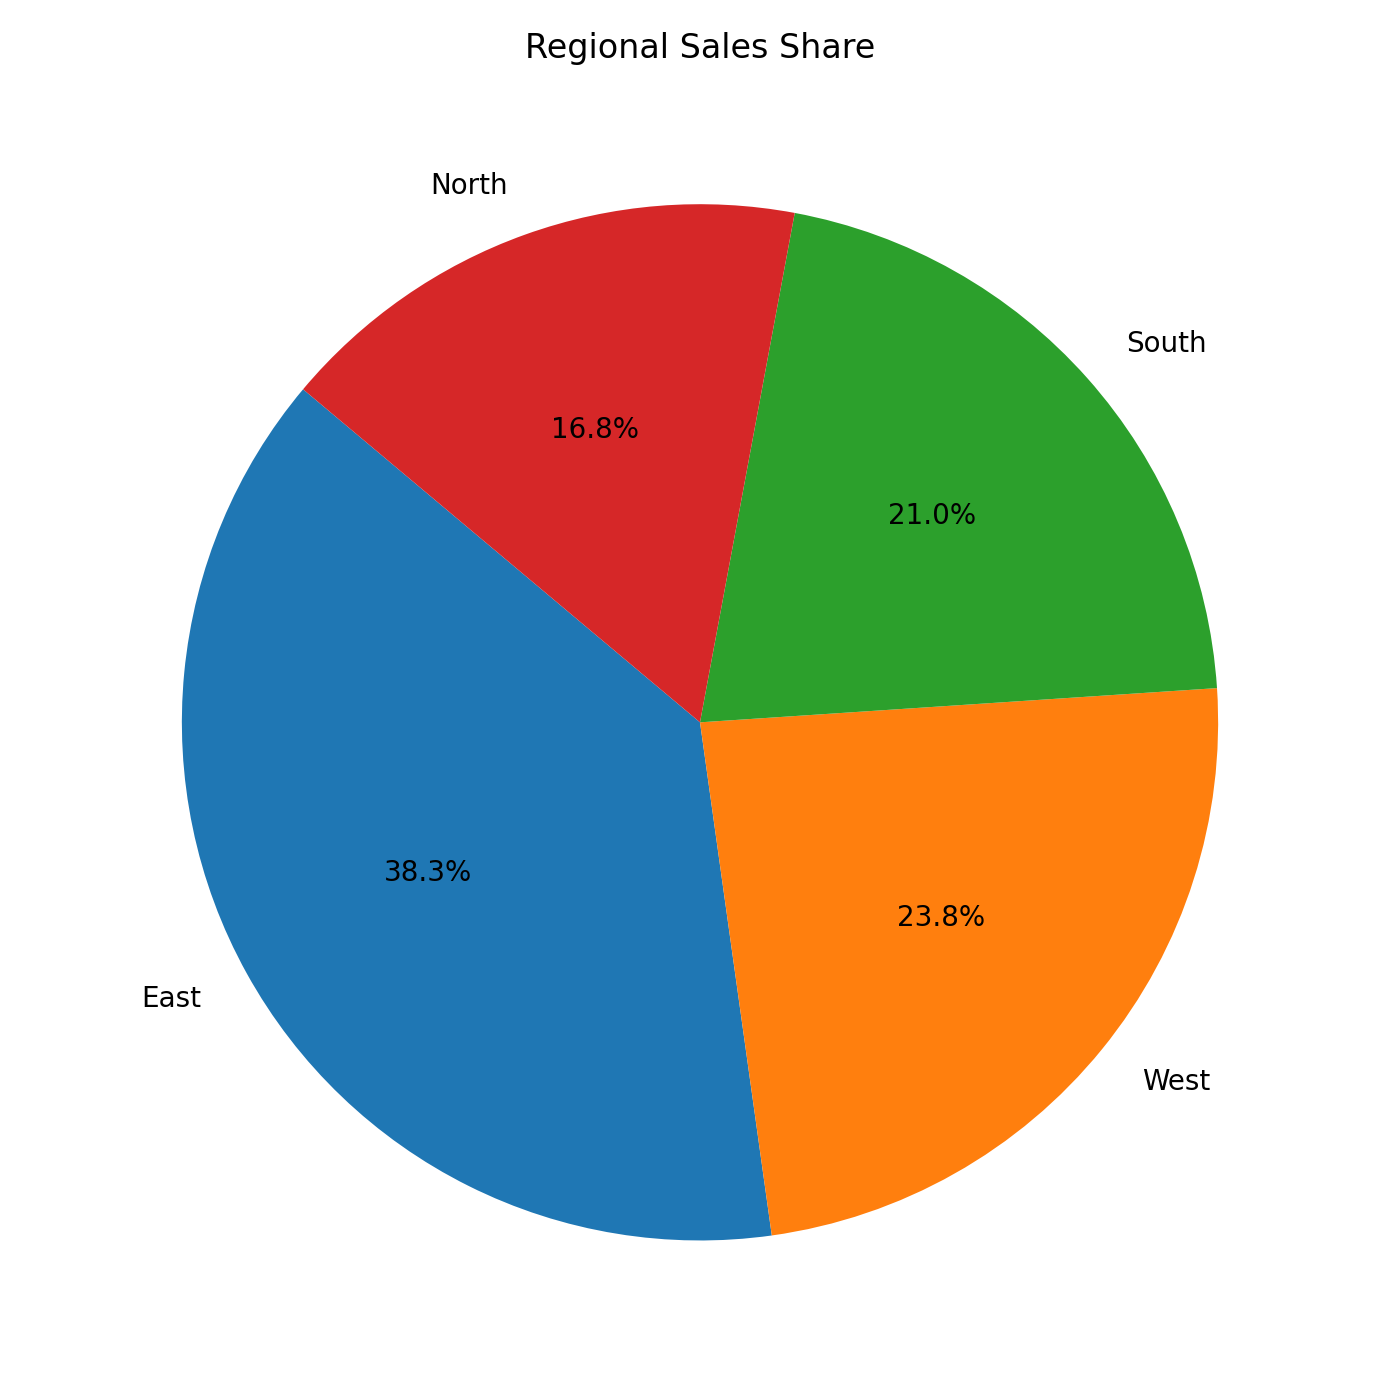 Regional Sales Share
North
South
16.8%
21.0%
38.3%
23.8%
East
West